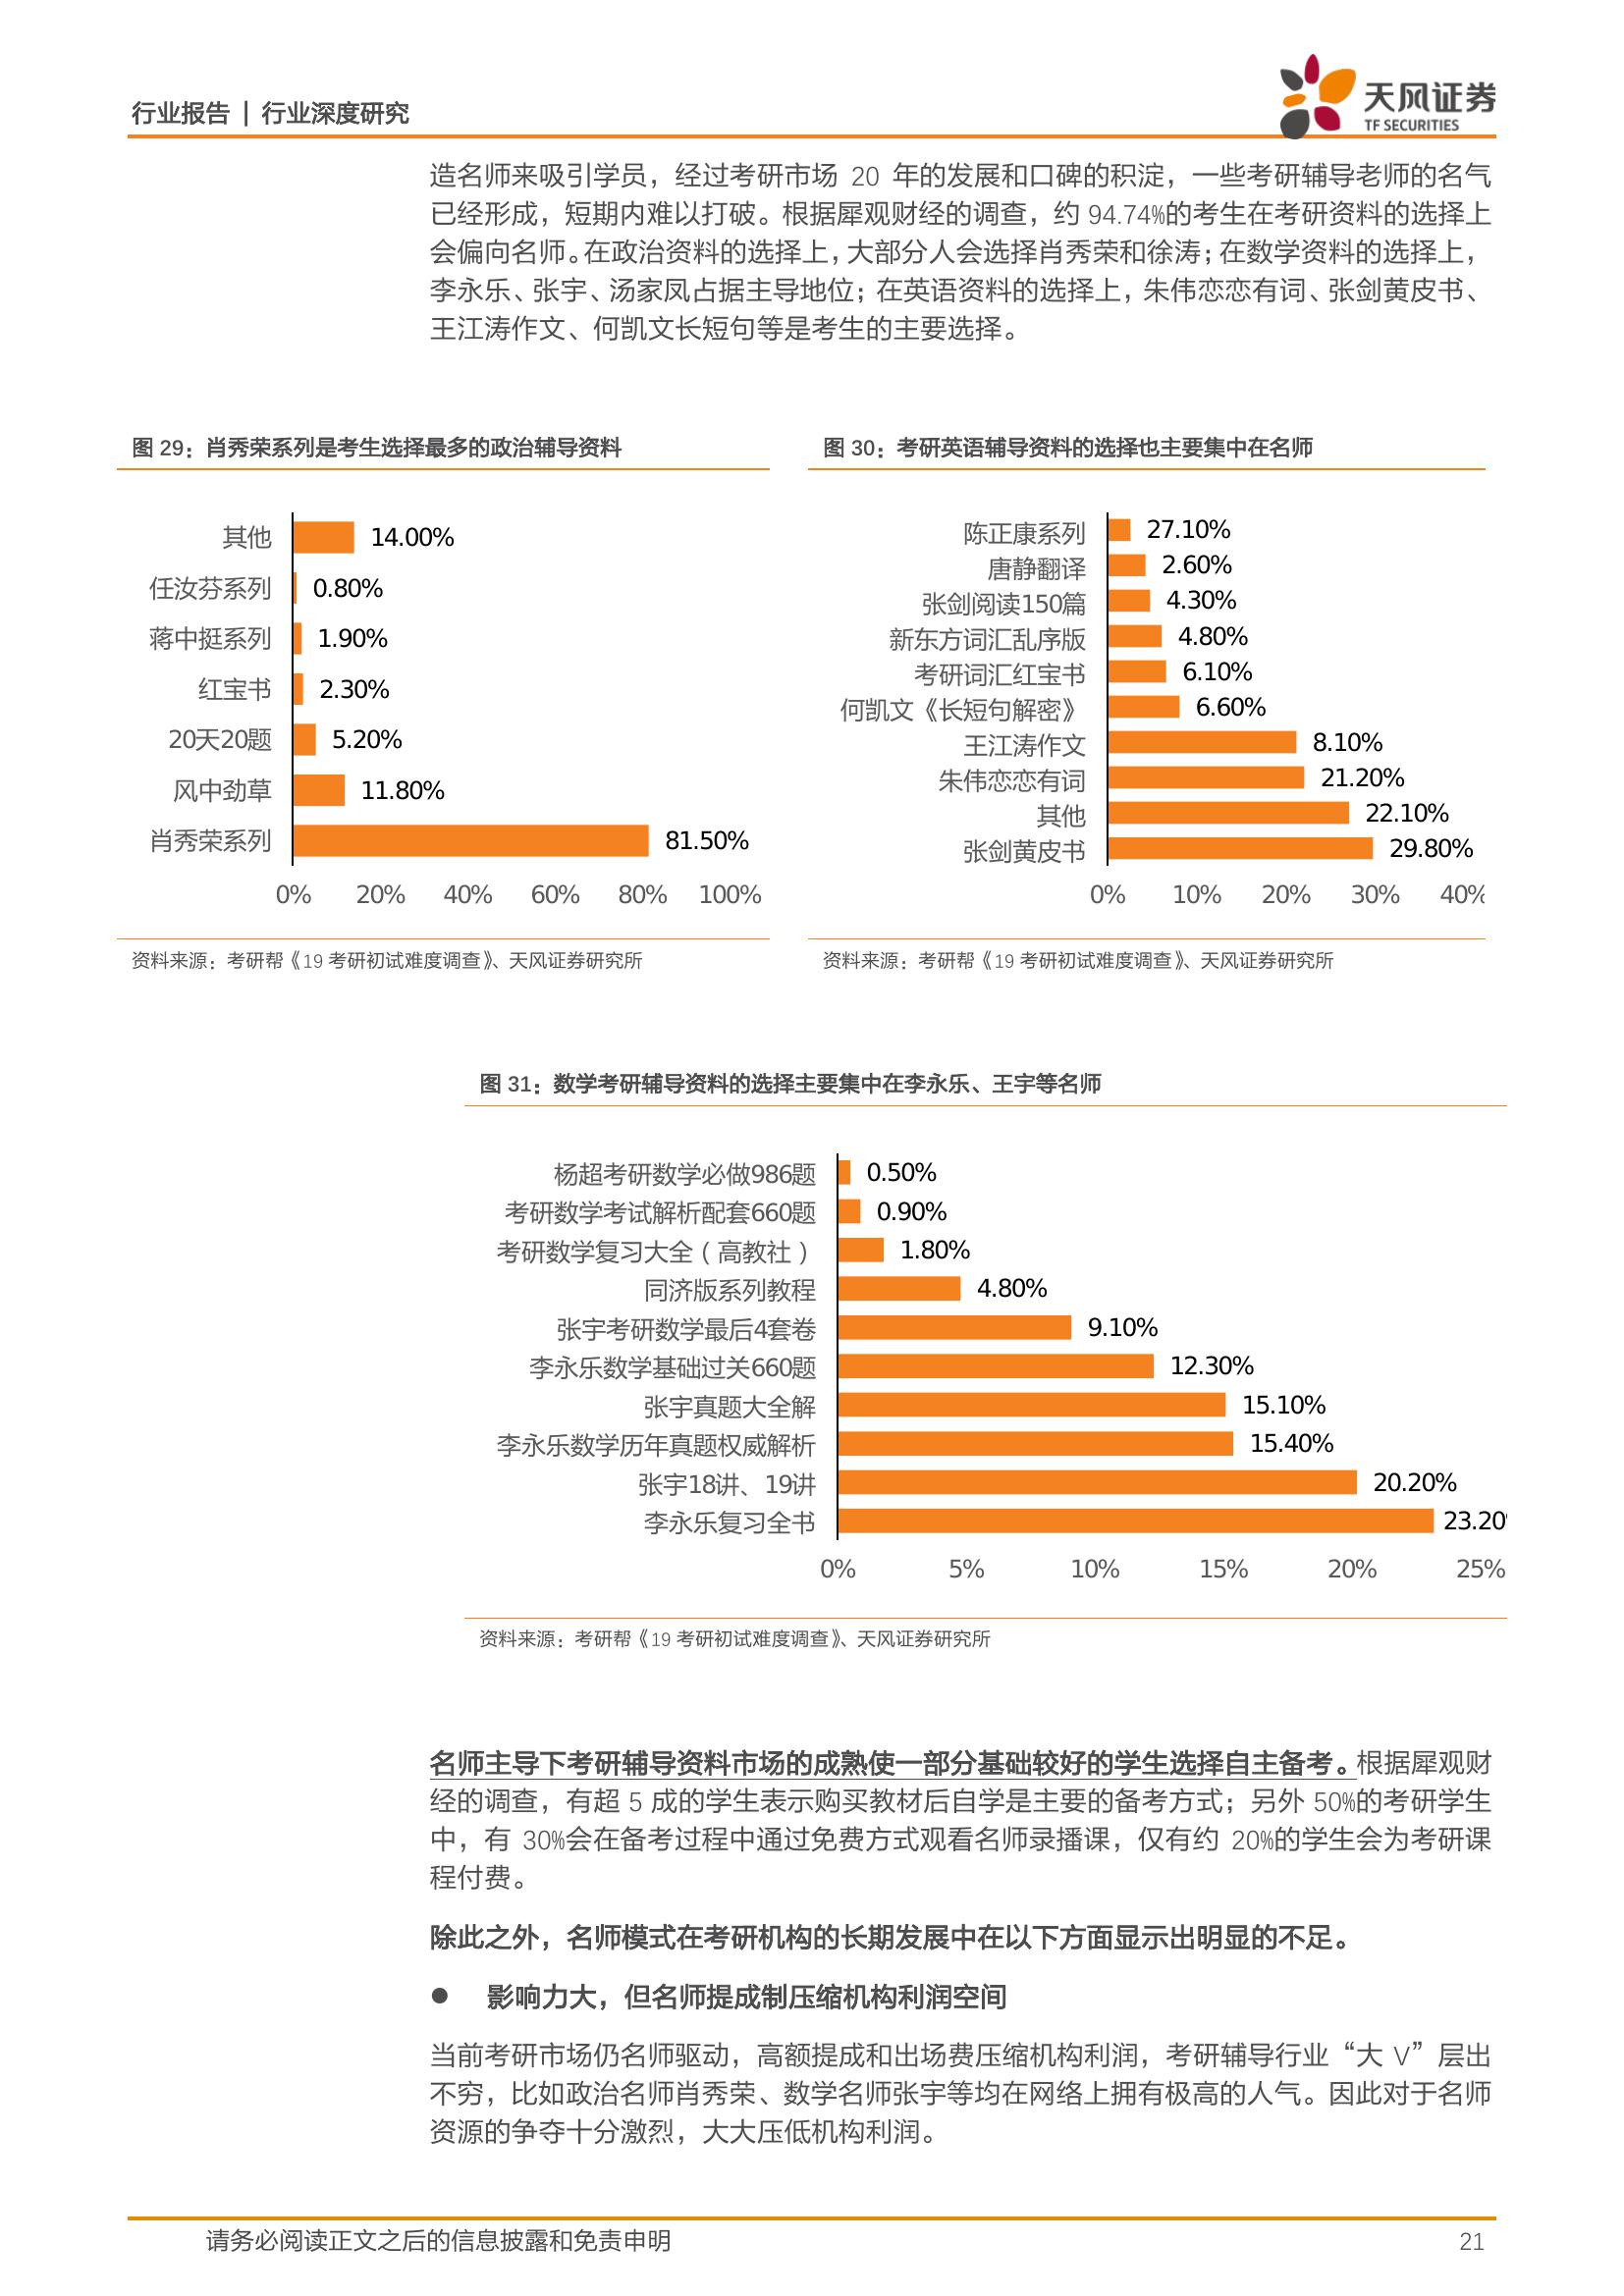 行业报告 | 行业深度研究
天风证券
TF SECURITIES
造名师来吸引学员，经过考研市场 20 年的发展和口碑的积淀，一些考研辅导老师的名气
已经形成，短期内难以打破。根据犀观财经的调查，约 94.74%的考生在考研资料的选择上
会偏向名师。在政治资料的选择上，大部分人会选择肖秀荣和徐涛；在数学资料的选择上，
李永乐、张宇、汤家凤占据主导地位；在英语资料的选择上，朱伟恋恋有词、张剑黄皮书、
王江涛作文、何凯文长短句等是考生的主要选择。
图 29：肖秀荣系列是考生选择最多的政治辅导资料
其他 14.00%
任汝芬系列 0.80%
蒋中挺系列 1.90%
红宝书 2.30%
20天20题 5.20%
风中劲草 11.80%
肖秀荣系列 81.50%
0% 20% 40% 60% 80% 100%
资料来源：考研帮《19 考研初试难度调查》、天风证券研究所
图 30：考研英语辅导资料的选择也主要集中在名师
陈正康系列 27.10%
唐静翻译 2.60%
张剑阅读150篇 4.30%
新东方词汇乱序版 4.80%
考研词汇红宝书 6.10%
何凯文《长短句解密》 6.60%
王江涛作文 8.10%
朱伟恋恋有词 21.20%
其他 22.10%
张剑黄皮书 29.80%
0% 10% 20% 30% 40%
资料来源：考研帮《19 考研初试难度调查》、天风证券研究所
图 31：数学考研辅导资料的选择主要集中在李永乐、王宇等名师
杨超考研数学必做986题 0.50%
考研数学考试解析配套660题 0.90%
考研数学复习大全（高教社） 1.80%
同济版系列教程 4.80%
张宇考研数学最后4套卷 9.10%
李永乐数学基础过关660题 12.30%
张宇真题大全解 15.10%
李永乐数学历年真题权威解析 15.40%
张宇18讲、19讲 20.20%
李永乐复习全书 23.20
0% 5% 10% 15% 20% 25%
资料来源：考研帮《19 考研初试难度调查》、天风证券研究所
名师主导下考研辅导资料市场的成熟使一部分基础较好的学生选择自主备考。根据犀观财
经的调查，有超 5 成的学生表示购买教材后自学是主要的备考方式；另外 50%的考研学生
中，有 30%会在备考过程中通过免费方式观看名师录播课，仅有约 20%的学生会为考研课
程付费。
除此之外，名师模式在考研机构的长期发展中在以下方面显示出明显的不足。
● 影响力大，但名师提成制压缩机构利润空间
当前考研市场仍名师驱动，高额提成和出场费压缩机构利润，考研辅导行业“大 V”层出
不穷，比如政治名师肖秀荣、数学名师张宇等均在网络上拥有极高的人气。因此对于名师
资源的争夺十分激烈，大大压低机构利润。
请务必阅读正文之后的信息披露和免责申明 21